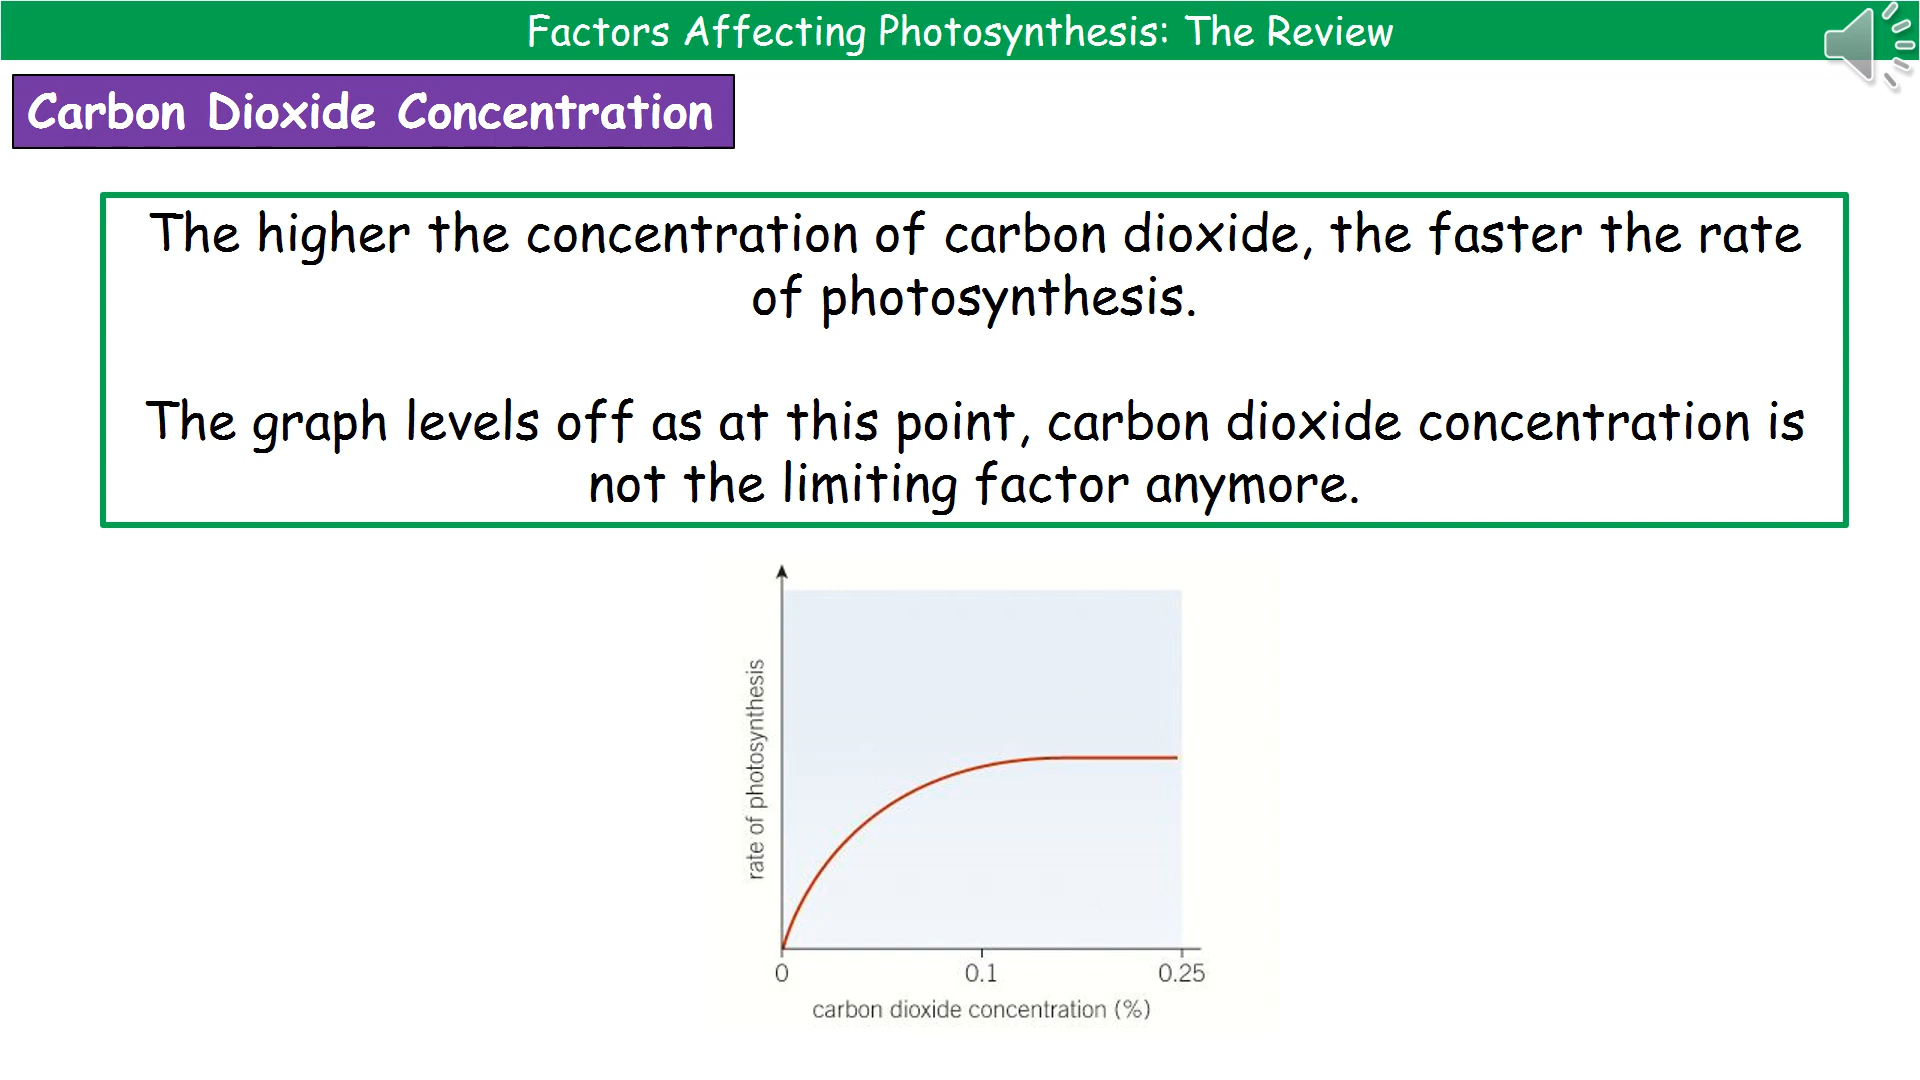 Factors Affecting Photosynthesis: The Review
Carbon Dioxide Concentration
The higher the concentration of carbon dioxide, the faster the rate
of photosynthesis.
The graph levels off as at this point, carbon dioxide concentration is
not the limiting factor anymore.
rate of photosynthesis
0 0.1 0.25
carbon dioxide concentration (%)